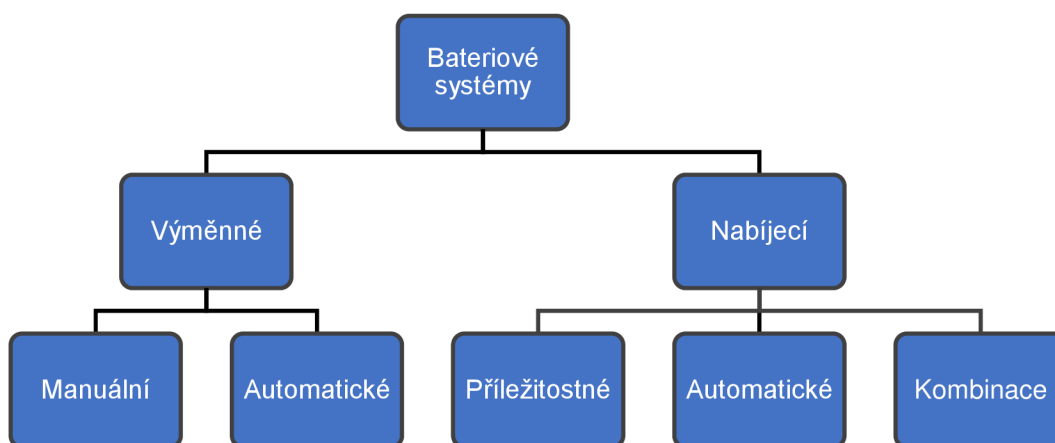 Bateriové
systémy
Výměnné
Nabíjecí
Manuální
Automatické
Příležitostné
Automatické
Kombinace